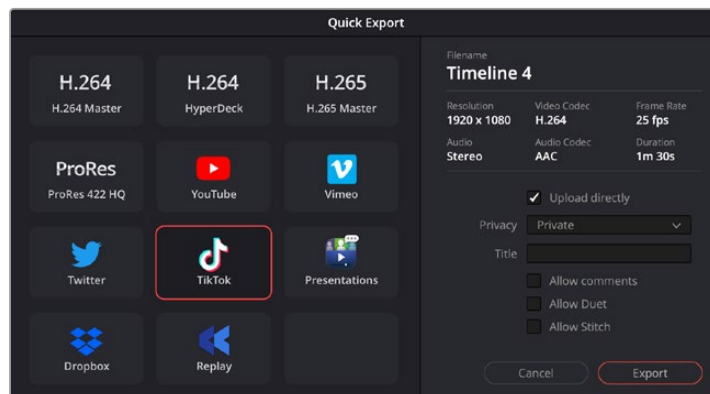 Quick Export
H.264
H.264 Master
H.264
HyperDeck
H.265
H.265 Master
ProRes
ProRes 422 HQ
YouTube
Vimeo
Twitter
TikTok
Presentations
Dropbox
Replay
Filename
Timeline 4
Resolution Video Codec Frame Rate
1920 x 1080 H.264 25 fps
Audio Audio Codec Duration
Stereo AAC 1m 30s
Upload directly
Privacy Private
Title
Allow comments
Allow Duet
Allow Stitch
Cancel Export